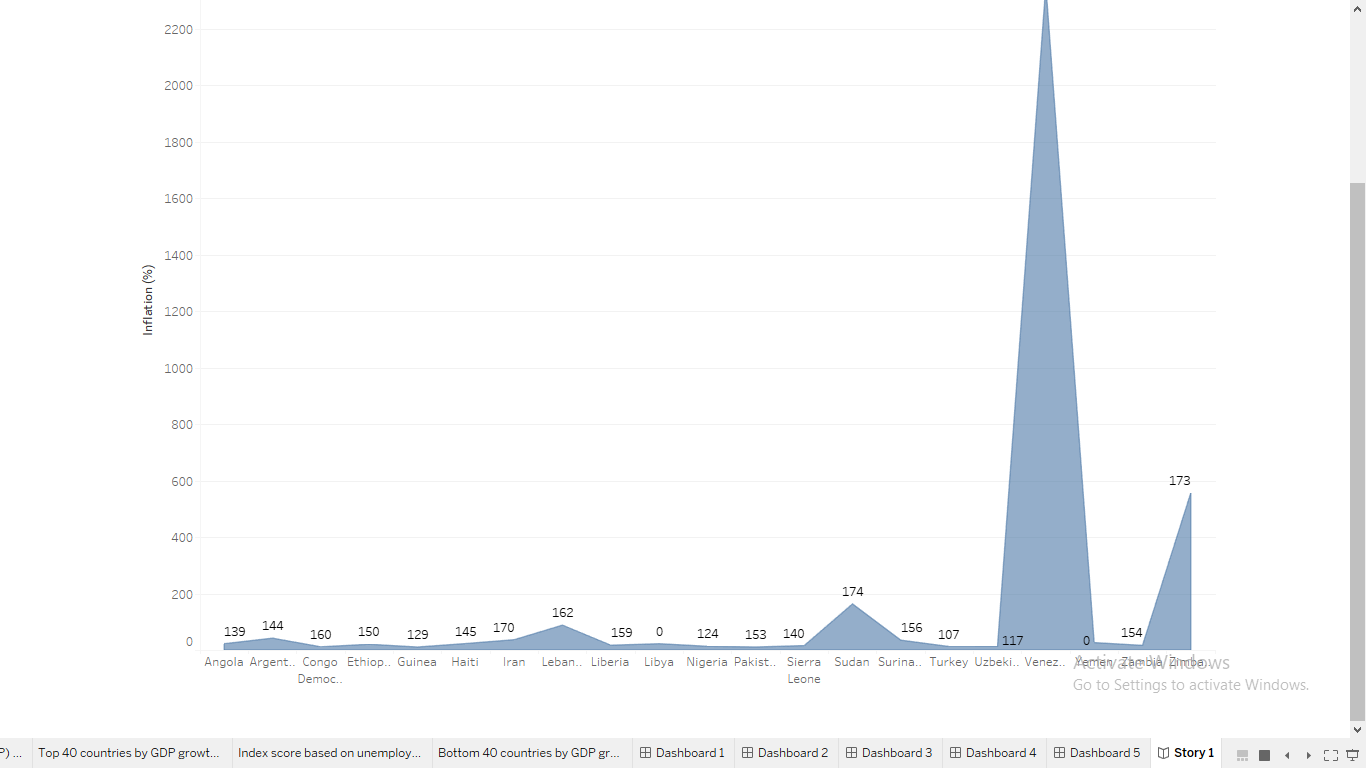 2200
2000
1800
1600
1400
1200
1000
800
600
400
200
0
Inflation (%)
139 144 160 150 129 145 170 162 159 0 124 153 140 174 156 107 117 0 154 173
Angola Argent.. Congo Ethiop.. Guinea Haiti Iran Leban.. Liberia Libya Nigeria Pakist.. Sierra Sudan Surina.. Turkey Uzbeki.. Venez.. Yemen Zambia Zimba..
Democ.. Leone
Activate Windows
Go to Settings to activate Windows.
P) ... Top 40 countries by GDP growt... Index score based on unemploy... Bottom 40 countries by GDP gr... Dashboard 1 Dashboard 2 Dashboard 3 Dashboard 4 Dashboard 5 Story 1